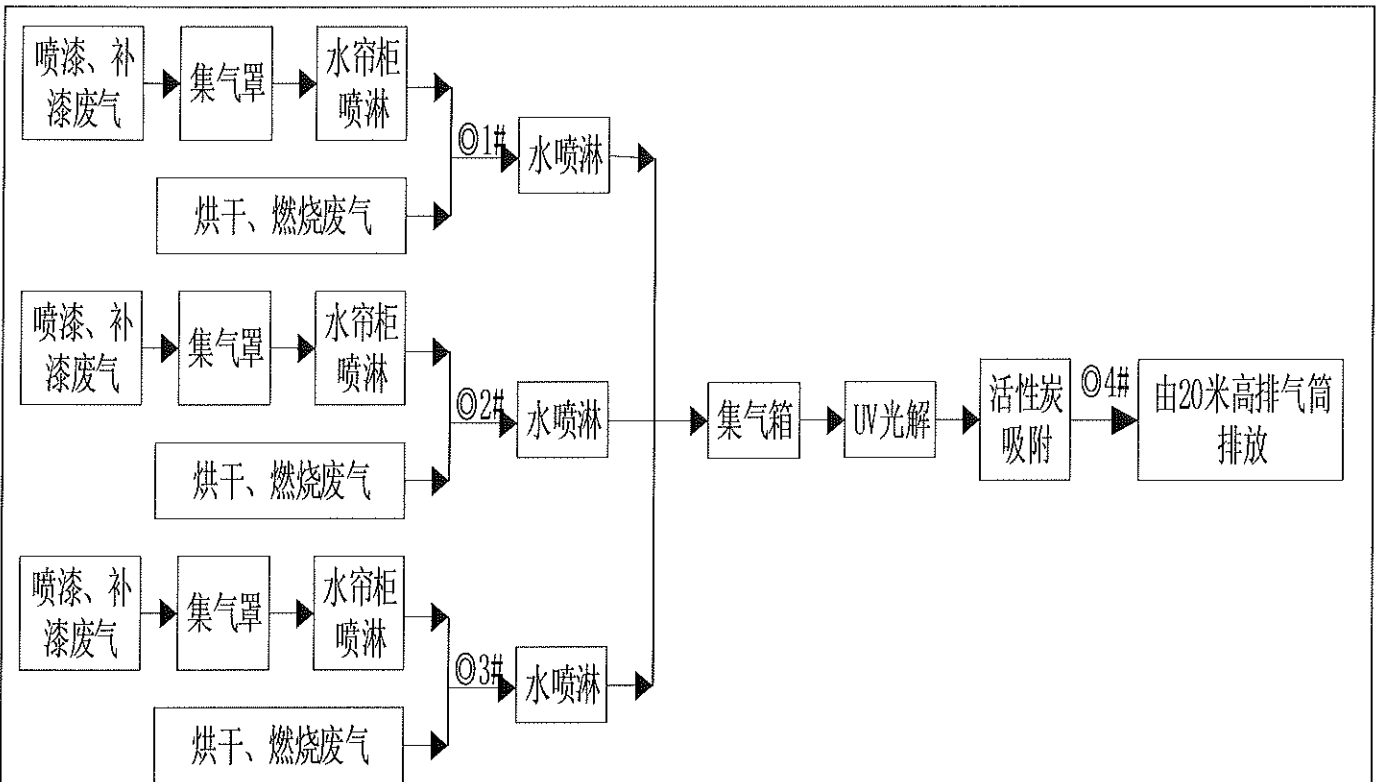 喷漆、补
漆废气
集气罩
水帘柜
喷淋
◎1#
水喷淋
烘干、燃烧废气
喷漆、补
漆废气
集气罩
水帘柜
喷淋
◎2#
水喷淋
烘干、燃烧废气
集气箱
UV光解
活性炭
吸附
◎4#
由20米高排气筒
排放
喷漆、补
漆废气
集气罩
水帘柜
喷淋
◎3#
水喷淋
烘干、燃烧废气